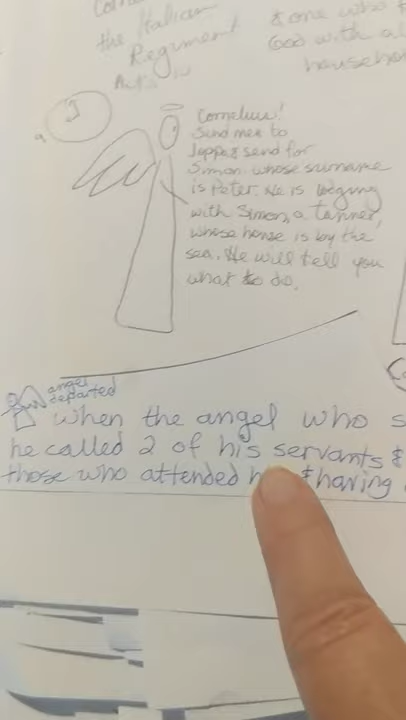 the Italian
Regiment
& one who
God with al
household
Cornelius!
Send men to
Joppa & send for
Simon whose surname
is Peter. He is lodging
with Simon, a tanner,
whose house is by the
sea. He will tell you
what to do.
angel
departed
when the angel who s
he called 2 of his servants &
those who attended h & having